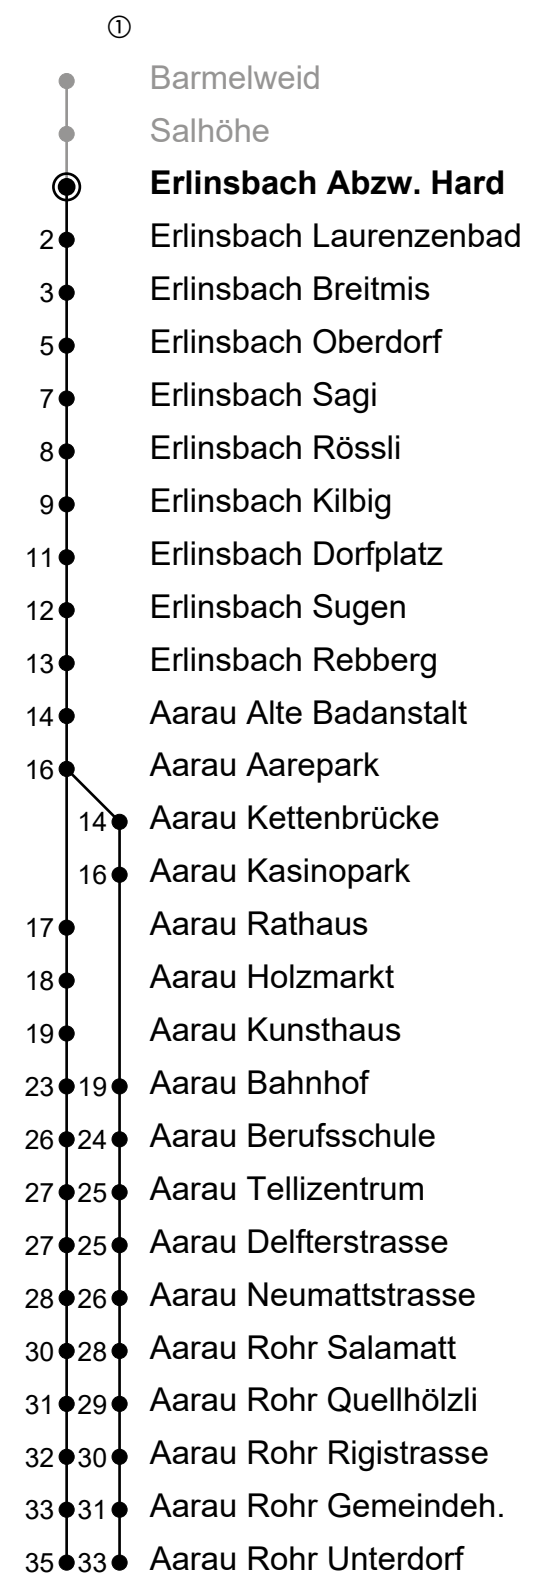 ①
Barmelweid
Salhöhe
Erlinsbach Abzw. Hard
2 Erlinsbach Laurenzenbad
3 Erlinsbach Breitmis
5 Erlinsbach Oberdorf
7 Erlinsbach Sagi
8 Erlinsbach Rössli
9 Erlinsbach Kilbig
11 Erlinsbach Dorfplatz
12 Erlinsbach Sugen
13 Erlinsbach Rebberg
14 Aarau Alte Badanstalt
16 Aarau Aarepark
14 Aarau Kettenbrücke
16 Aarau Kasinopark
17 Aarau Rathaus
18 Aarau Holzmarkt
19 Aarau Kunsthaus
23 19 Aarau Bahnhof
26 24 Aarau Berufsschule
27 25 Aarau Tellizentrum
27 25 Aarau Delfterstrasse
28 26 Aarau Neumattstrasse
30 28 Aarau Rohr Salamatt
31 29 Aarau Rohr Quellhölzli
32 30 Aarau Rohr Rigistrasse
33 31 Aarau Rohr Gemeindeh.
35 33 Aarau Rohr Unterdorf